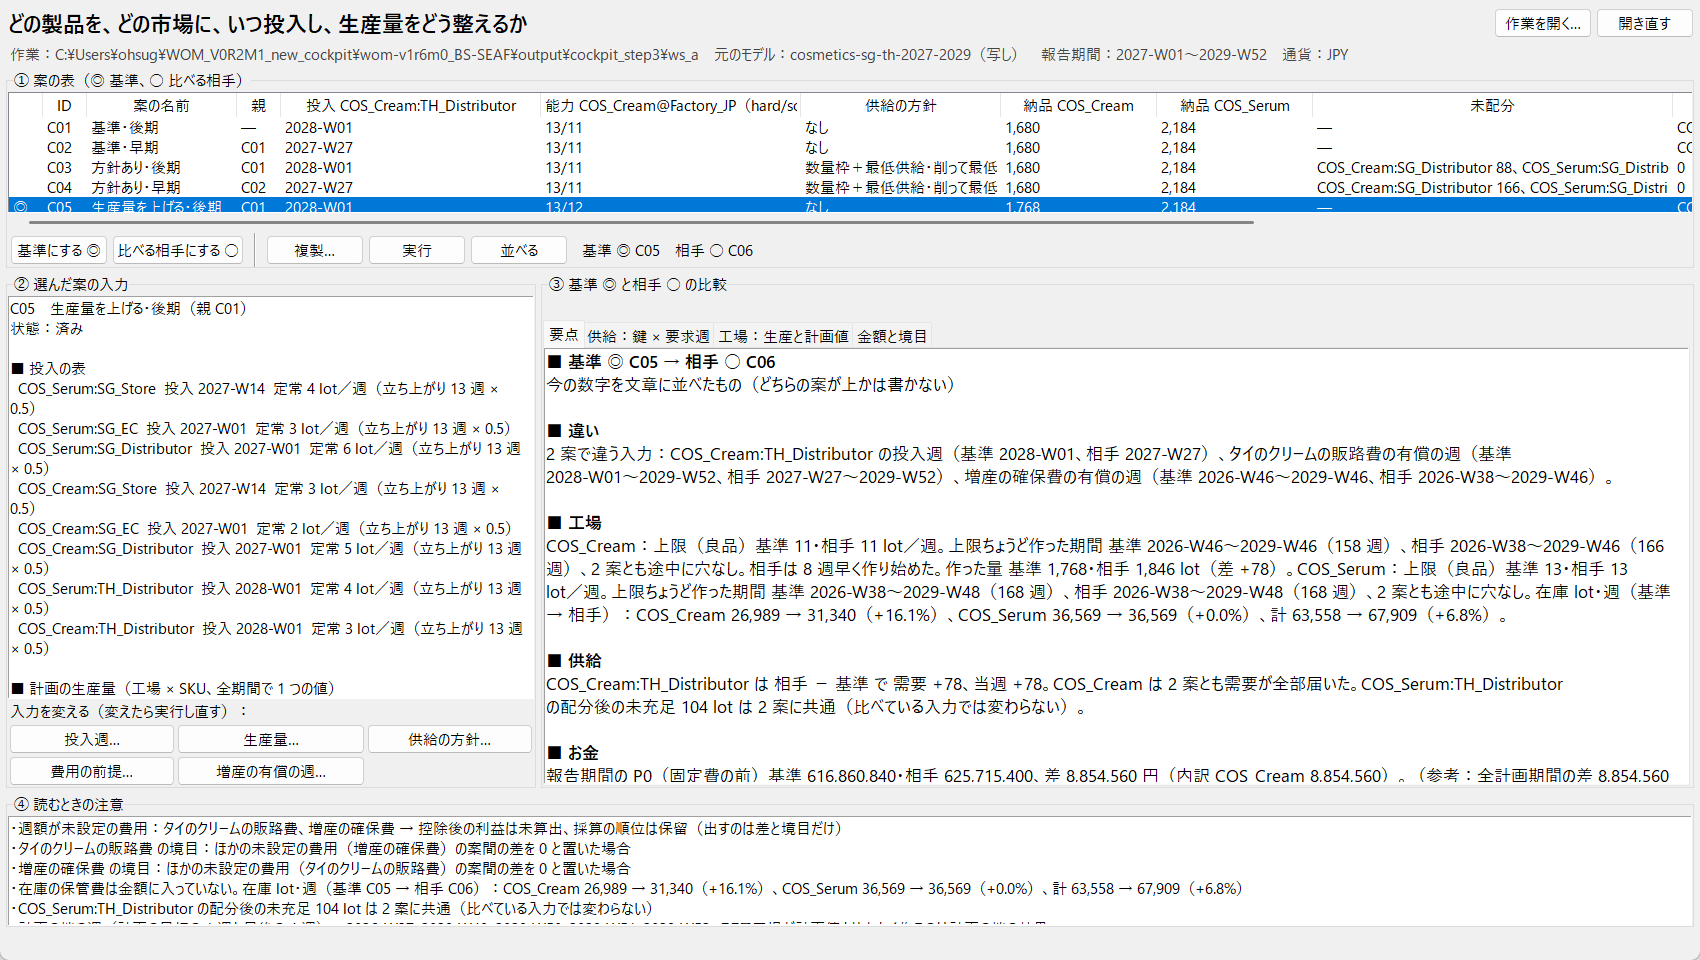 どの製品を、どの市場に、いつ投入し、生産量をどう整えるか
作業を開く...
開き直す
作業：C:¥Users¥ohsug¥WOM_V0R2M1_new_cockpit¥wom-v1r6m0_BS-SEAF¥output¥cockpit_step3¥ws_a 元のモデル：cosmetics-sg-th-2027-2029（写し） 報告期間：2027-W01～2029-W52 通貨：JPY
① 案の表（◎ 基準、〇 比べる相手）
ID 案の名前 親 投入 COS_Cream:TH_Distributor 能力 COS_Cream@Factory_JP（hard/sc 供給の方針 納品 COS_Cream 納品 COS_Serum 未配分
C01 基準・後期 — 2028-W01 13/11 なし 1,680 2,184 — CC
C02 基準・早期 C01 2027-W27 13/11 なし 1,680 2,184 — CC
C03 方針あり・後期 C01 2028-W01 13/11 数量枠＋最低供給・削って最低 1,680 2,184 COS_Cream:SG_Distributor 88、COS_Serum:SG_Distrib 0
C04 方針あり・早期 C02 2027-W27 13/11 数量枠＋最低供給・削って最低 1,680 2,184 COS_Cream:SG_Distributor 166、COS_Serum:SG_Distri 0
◎ C05 生産量を上げる・後期 C01 2028-W01 13/12 なし 1,768 2,184 — CC
基準にする ◎ 比べる相手にする 〇 複製... 実行 並べる 基準 ◎ C05 相手 〇 C06
② 選んだ案の入力
C05 生産量を上げる・後期（親 C01）
状態：済み
■ 投入の表
COS_Serum:SG_Store 投入 2027-W14 定常 4 lot／週（立ち上がり 13 週 ×
0.5）
COS_Serum:SG_EC 投入 2027-W01 定常 3 lot／週（立ち上がり 13 週 × 0.5）
COS_Serum:SG_Distributor 投入 2027-W01 定常 6 lot／週（立ち上がり 13 週
× 0.5）
COS_Cream:SG_Store 投入 2027-W14 定常 3 lot／週（立ち上がり 13 週 ×
0.5）
COS_Cream:SG_EC 投入 2027-W01 定常 2 lot／週（立ち上がり 13 週 × 0.5）
COS_Cream:SG_Distributor 投入 2027-W01 定常 5 lot／週（立ち上がり 13 週
× 0.5）
COS_Serum:TH_Distributor 投入 2028-W01 定常 4 lot／週（立ち上がり 13 週
× 0.5）
COS_Cream:TH_Distributor 投入 2028-W01 定常 3 lot／週（立ち上がり 13 週
× 0.5）
■ 計画の生産量（工場 × SKU、全期間で 1 つの値）
入力を変える（変えたら実行し直す）：
投入週... 生産量... 供給の方針...
費用の前提... 増産の有償の週...
③ 基準 ◎ と相手 〇 の比較
要点 供給：鍵 × 要求週 工場：生産と計画値 金額と境目
■ 基準 ◎ C05 → 相手 〇 C06
今の数字を文章に並べたもの（どちらの案が上かは書かない）
■ 違い
2 案で違う入力：COS_Cream:TH_Distributor の投入週（基準 2028-W01、相手 2027-W27）、タイのクリームの販路費の有償の週（基準
2028-W01～2029-W52、相手 2027-W27～2029-W52）、増産の確保費の有償の週（基準 2026-W46～2029-W46、相手 2026-W38～2029-W46）。
■ 工場
COS_Cream：上限（良品）基準 11・相手 11 lot／週。上限ちょうど作った期間 基準 2026-W46～2029-W46（158 週）、相手 2026-W38～2029-W46（166
週）、2 案とも途中に穴なし。相手は 8 週早く作り始めた。作った量 基準 1,768・相手 1,846 lot（差 +78）。COS_Serum：上限（良品）基準 13・相手 13
lot／週。上限ちょうど作った期間 基準 2026-W38～2029-W48（168 週）、相手 2026-W38～2029-W48（168 週）、2 案とも途中に穴なし。在庫 lot・週（基準
→ 相手）：COS_Cream 26,989 → 31,340（+16.1%）、COS_Serum 36,569 → 36,569（+0.0%）、計 63,558 → 67,909（+6.8%）。
■ 供給
COS_Cream:TH_Distributor は 相手 － 基準 で 需要 +78、当週 +78。COS_Cream は 2 案とも需要が全部届いた。COS_Serum:TH_Distributor
の配分後の未充足 104 lot は 2 案に共通（比べている入力では変わらない）。
■ お金
報告期間の P0（固定費の前）基準 616,860,840・相手 625,715,400、差 8,854,560 円（内訳 COS_Cream 8,854,560）。（参考：全計画期間の差 8,854,560
④ 読むときの注意
・週額が未設定の費用：タイのクリームの販路費、増産の確保費 → 控除後の利益は未算出、採算の順位は保留（出すのは差と境目だけ）
・タイのクリームの販路費 の境目：ほかの未設定の費用（増産の確保費）の案間の差を 0 と置いた場合
・増産の確保費 の境目：ほかの未設定の費用（タイのクリームの販路費）の案間の差を 0 と置いた場合
・在庫の保管費は金額に入っていない。在庫 lot・週（基準 C05 → 相手 C06）：COS_Cream 26,989 → 31,340（+16.1%）、COS_Serum 36,569 → 36,569（+0.0%）、計 63,558 → 67,909（+6.8%）
・COS_Serum:TH_Distributor の配分後の未充足 104 lot は 2 案に共通（比べている入力では変わらない）